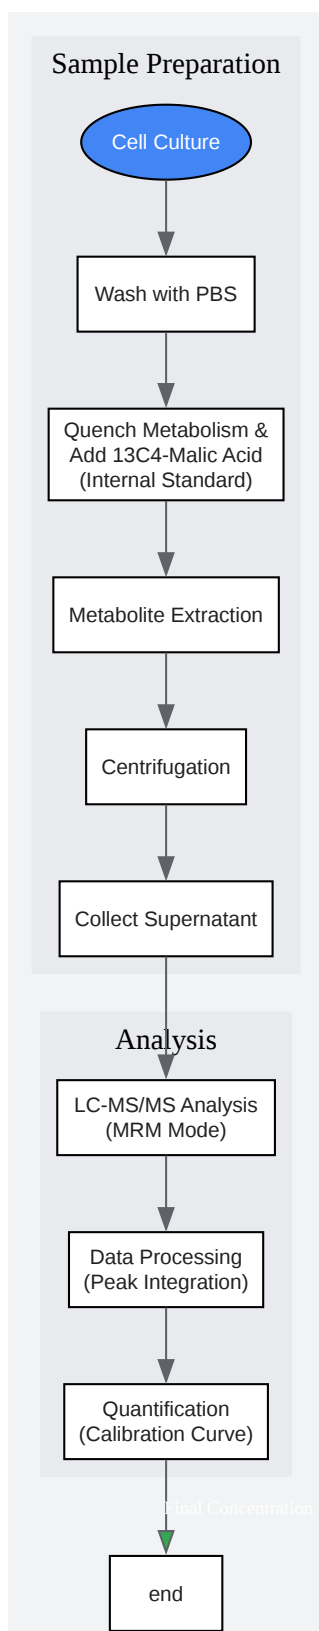 Sample Preparation
Cell Culture
Wash with PBS
Quench Metabolism &
Add 13C4-Malic Acid
(Internal Standard)
Metabolite Extraction
Centrifugation
Collect Supernatant
Analysis
LC-MS/MS Analysis
(MRM Mode)
Data Processing
(Peak Integration)
Quantification
(Calibration Curve)
Final Concentration
end